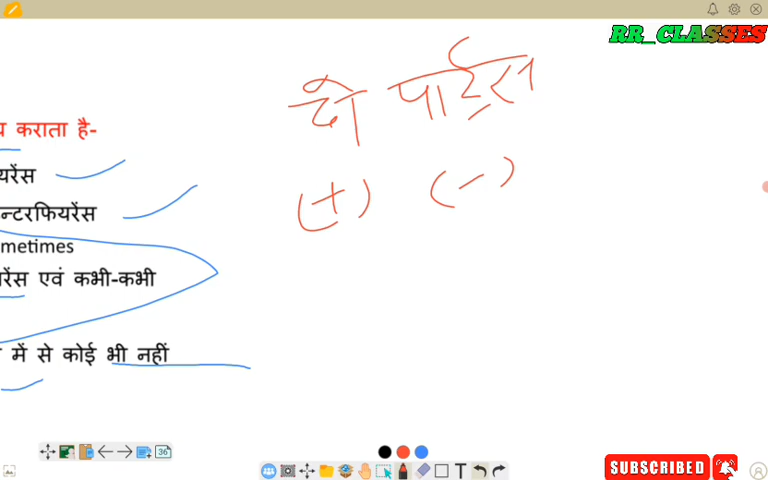 RR_CLASSES
दो पार्ट्स
(+) (-)
कराता है-
यरेंस
न्टरफियरेंस
metimes
रेंस एवं कभी-कभी
में से कोई भी नहीं
36
T
SUBSCRIBED